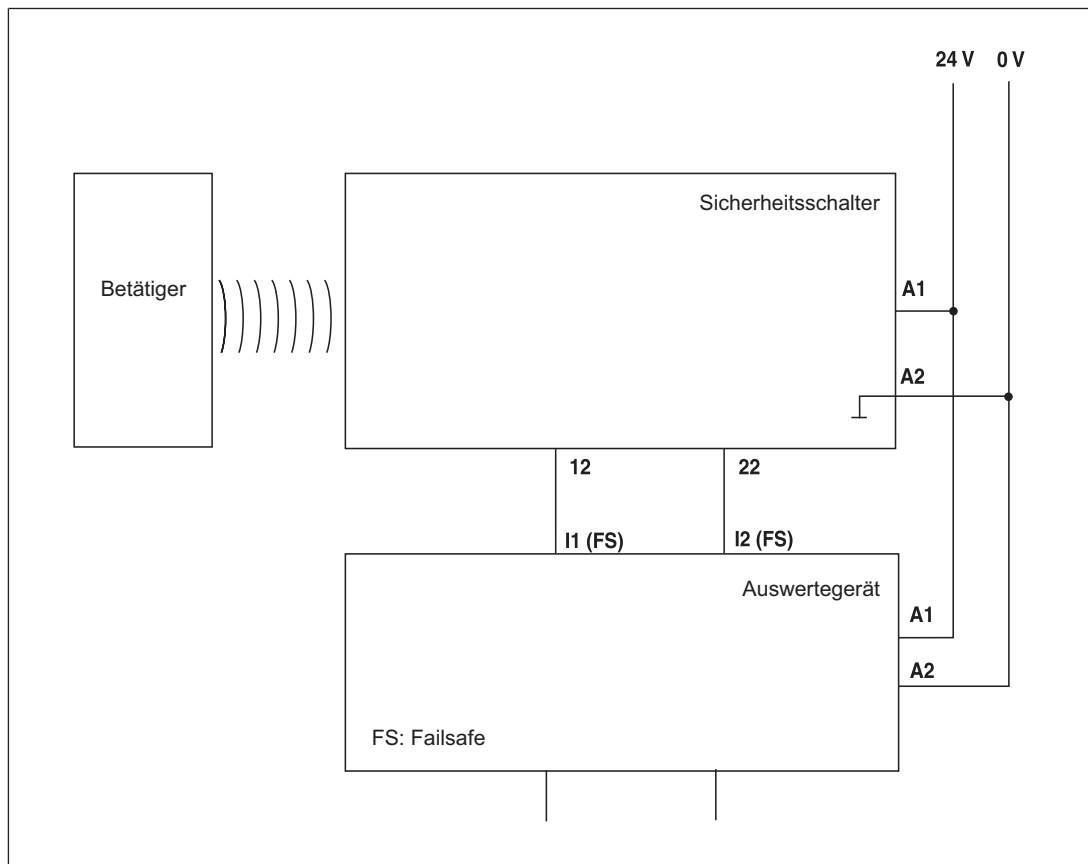 24 V 0 V
Sicherheitsschalter
Betätiger
A1
A2
12 22
I1 (FS) I2 (FS)
Auswertegerät
A1
A2
FS: Failsafe